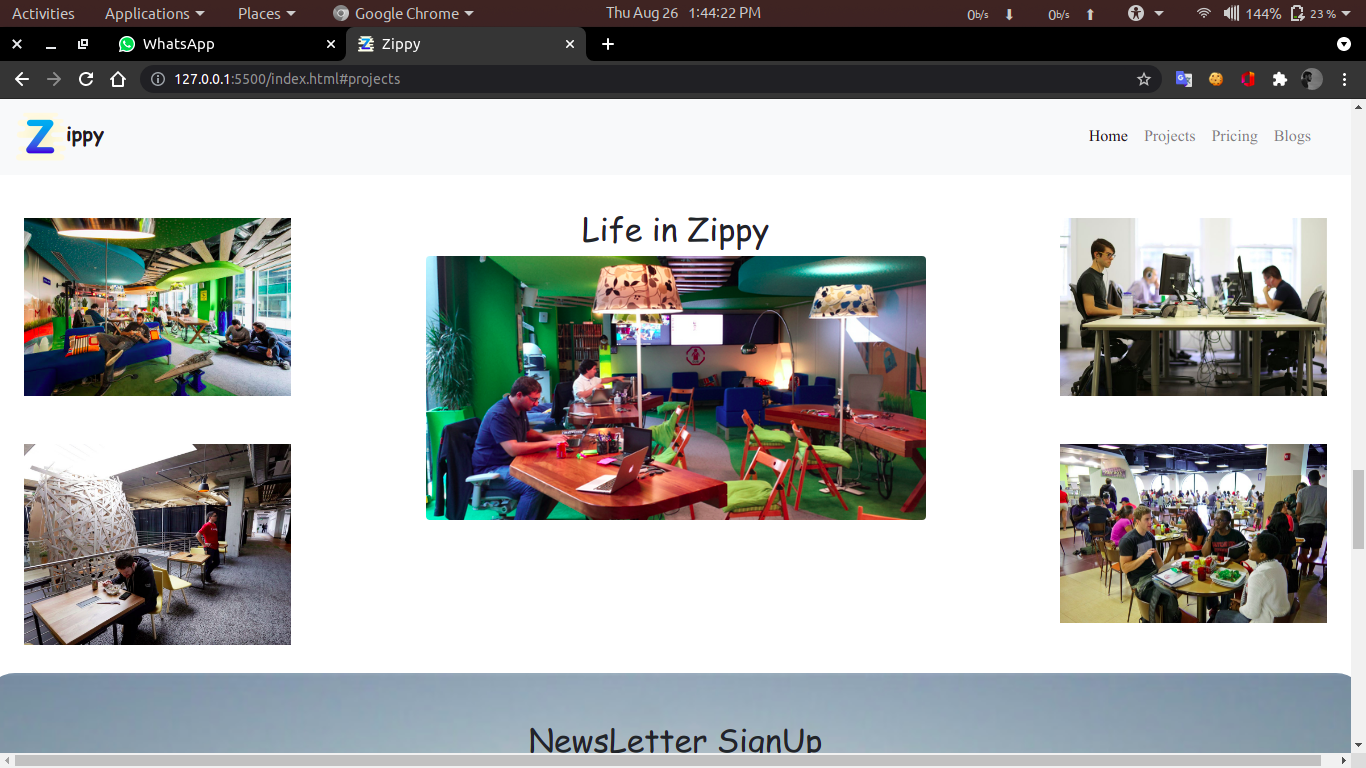 Activities Applications Places Google Chrome Thu Aug 26 1:44:22 PM 0b/s 0b/s 144% 23 %
WhatsApp Zippy
127.0.0.1:5500/index.html#projects
Z ippy Home Projects Pricing Blogs
Life in Zippy
NewsLetter SignUp